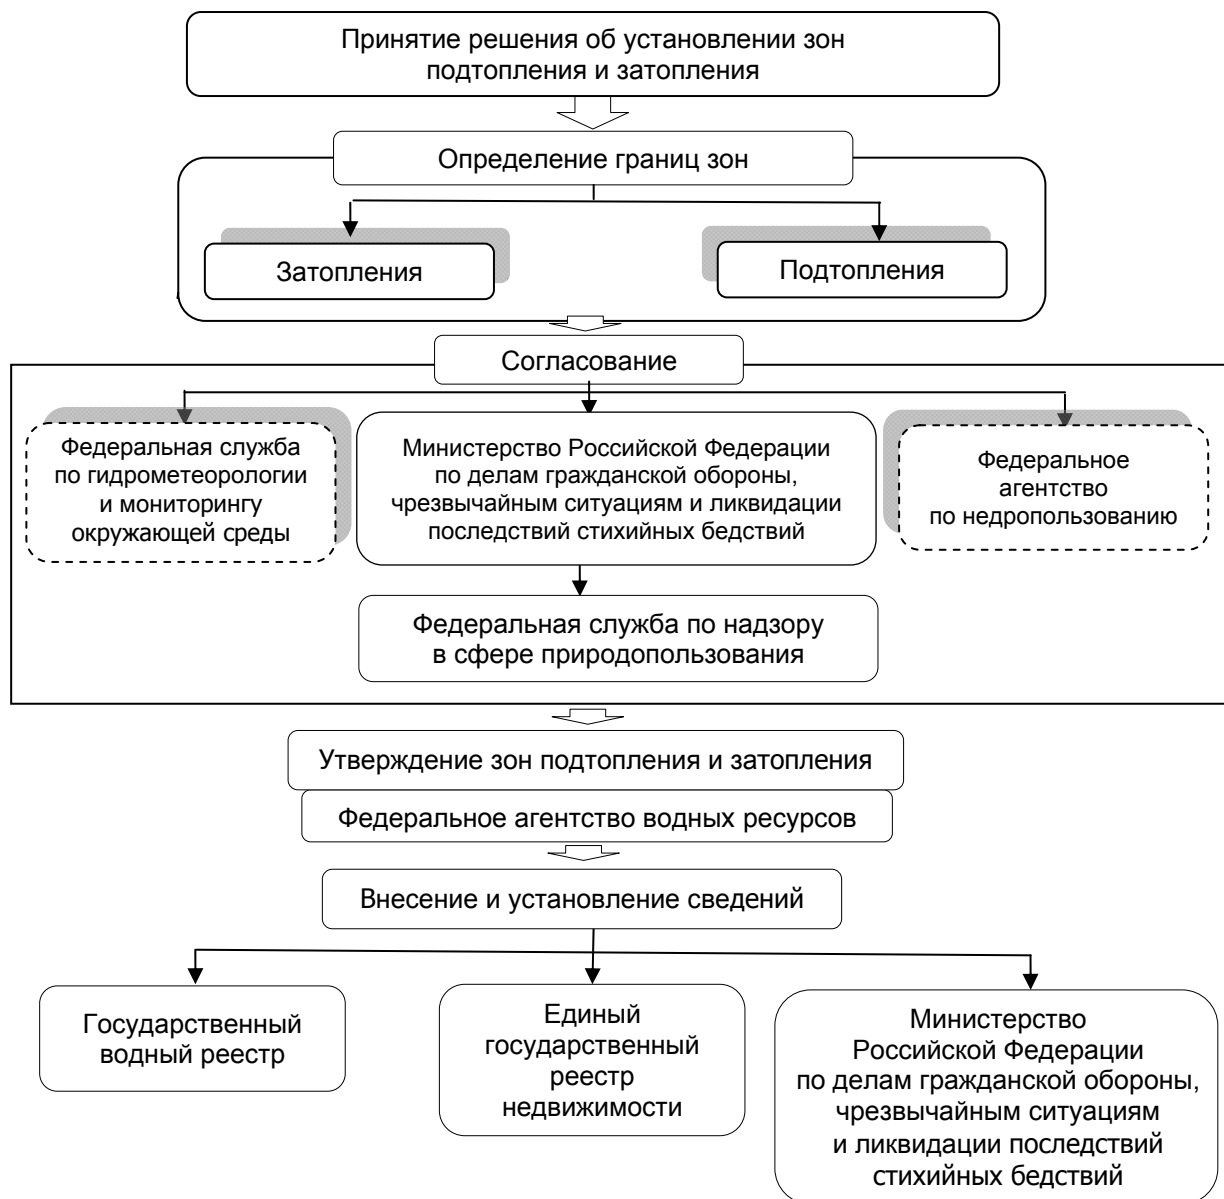 Принятие решения об установлении зон
подтопления и затопления
Определение границ зон
Затопления
Подтопления
Согласование
Федеральная служба
по гидрометеорологии
и мониторингу
окружающей среды
Министерство Российской Федерации
по делам гражданской обороны,
чрезвычайным ситуациям и ликвидации
последствий стихийных бедствий
Федеральное
агентство
по недропользованию
Федеральная служба по надзору
в сфере природопользования
Утверждение зон подтопления и затопления
Федеральное агентство водных ресурсов
Внесение и установление сведений
Государственный
водный реестр
Единый
государственный
реестр
недвижимости
Министерство
Российской Федерации
по делам гражданской обороны,
чрезвычайным ситуациям
и ликвидации последствий
стихийных бедствий